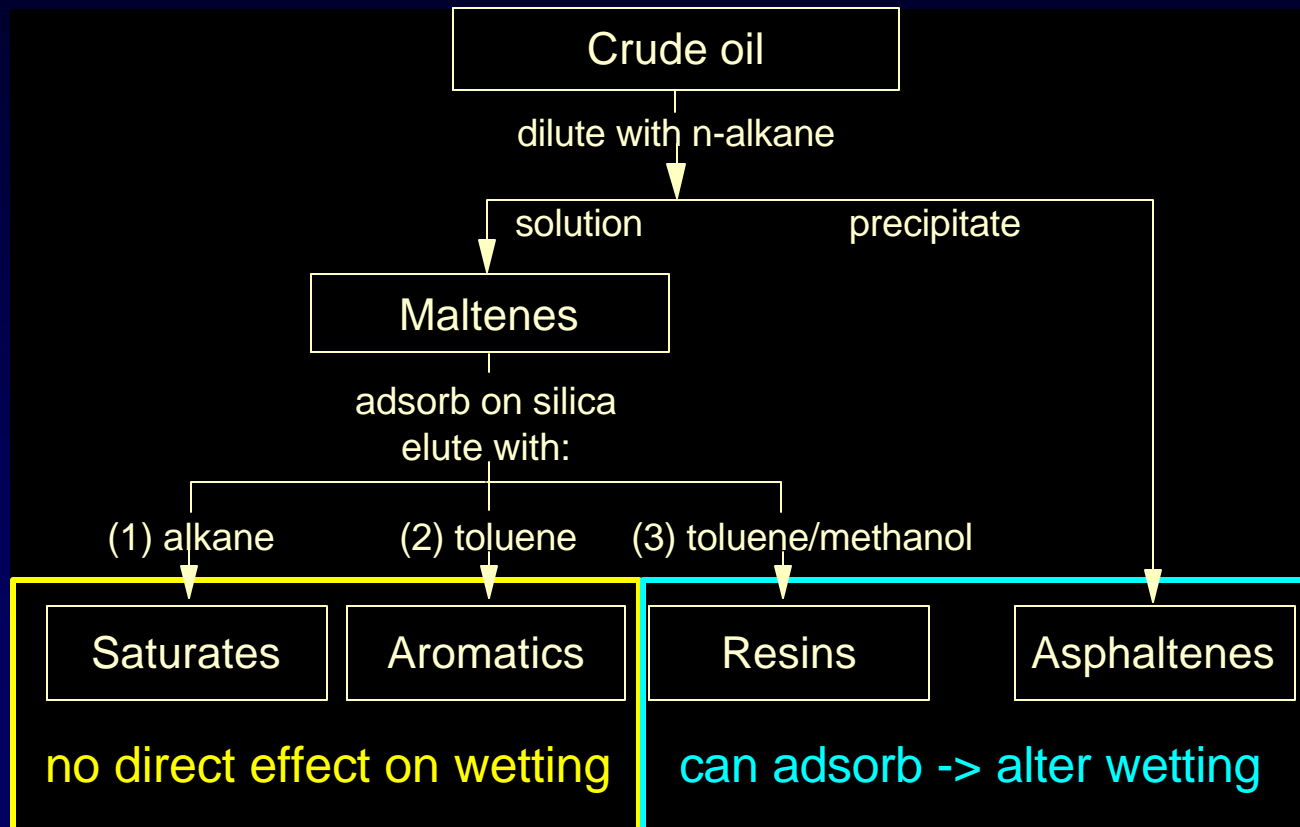 Crude oil
dilute with n-alkane
solution precipitate
Maltenes
adsorb on silica
elute with:
(1) alkane (2) toluene (3) toluene/methanol
Saturates Aromatics Resins Asphaltenes
no direct effect on wetting can adsorb -> alter wetting